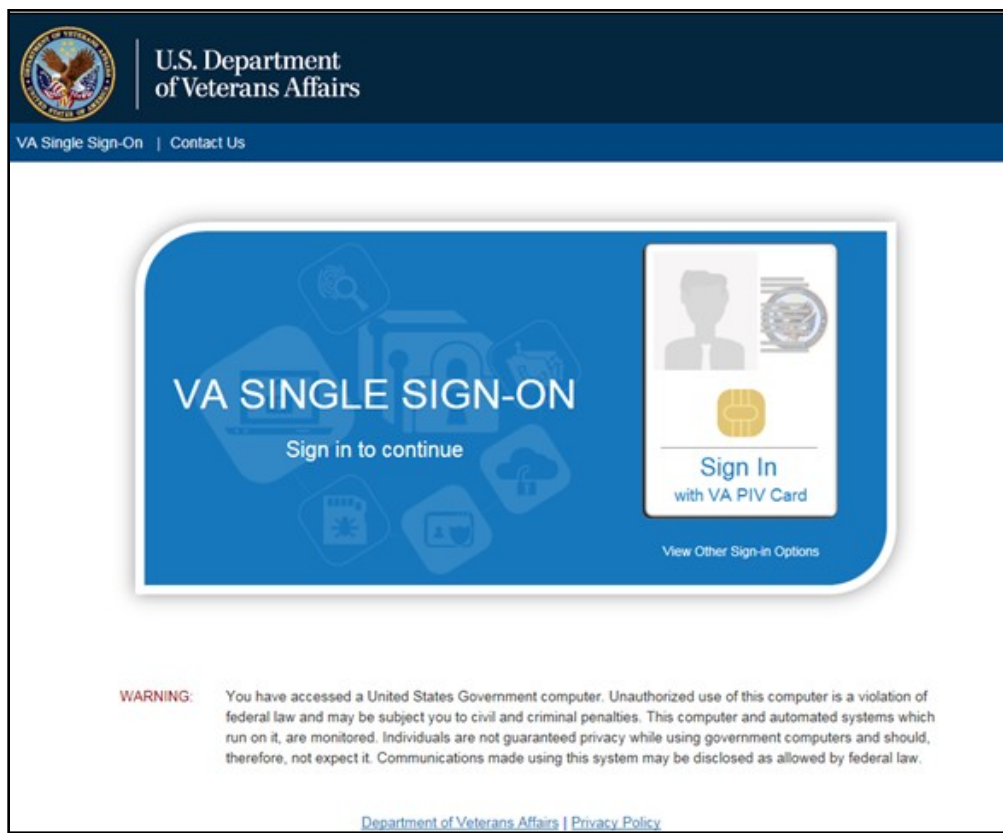 U.S. Department
of Veterans Affairs
VA Single Sign-On | Contact Us
VA SINGLE SIGN-ON
Sign in to continue
Sign In
with VA PIV Card
View Other Sign-in Options
WARNING: You have accessed a United States Government computer. Unauthorized use of this computer is a violation of
federal law and may be subject you to civil and criminal penalties. This computer and automated systems which
run on it, are monitored. Individuals are not guaranteed privacy while using government computers and should,
therefore, not expect it. Communications made using this system may be disclosed as allowed by federal law.
Department of Veterans Affairs | Privacy Policy